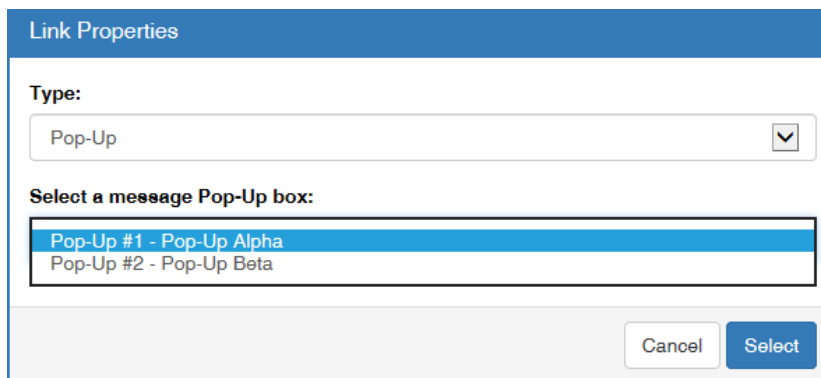 Link Properties
Type:
Pop-Up
Select a message Pop-Up box:
Pop-Up #1 - Pop-Up Alpha
Pop-Up #2 - Pop-Up Beta
Cancel Select